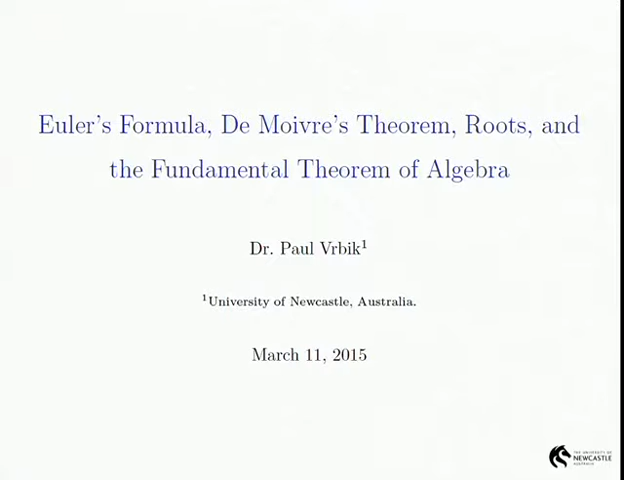 Euler's Formula, De Moivre's Theorem, Roots, and
the Fundamental Theorem of Algebra
Dr. Paul Vrbik¹
¹University of Newcastle, Australia.
March 11, 2015
THE UNIVERSITY OF
NEWCASTLE
AUSTRALIA